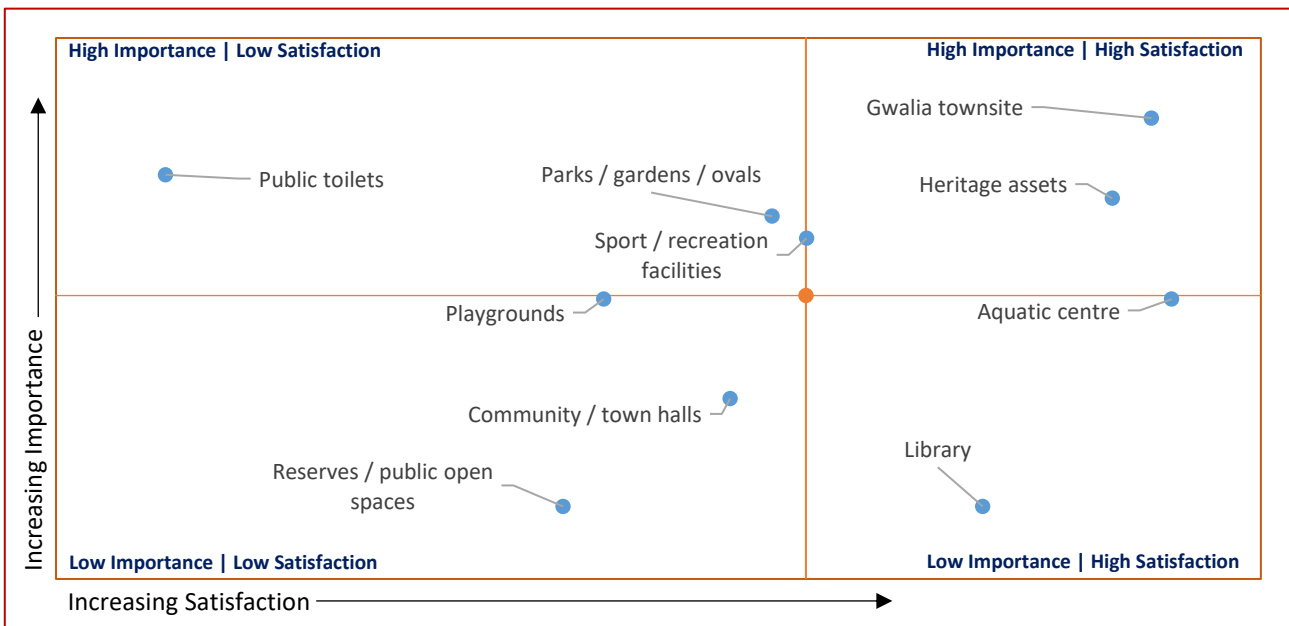 High Importance | Low Satisfaction
High Importance | High Satisfaction
Gwalia townsite
Public toilets
Parks / gardens / ovals
Heritage assets
Sport / recreation
facilities
Playgrounds
Aquatic centre
Community / town halls
Library
Reserves / public open
spaces
Low Importance | Low Satisfaction
Low Importance | High Satisfaction
Increasing Importance
Increasing Satisfaction